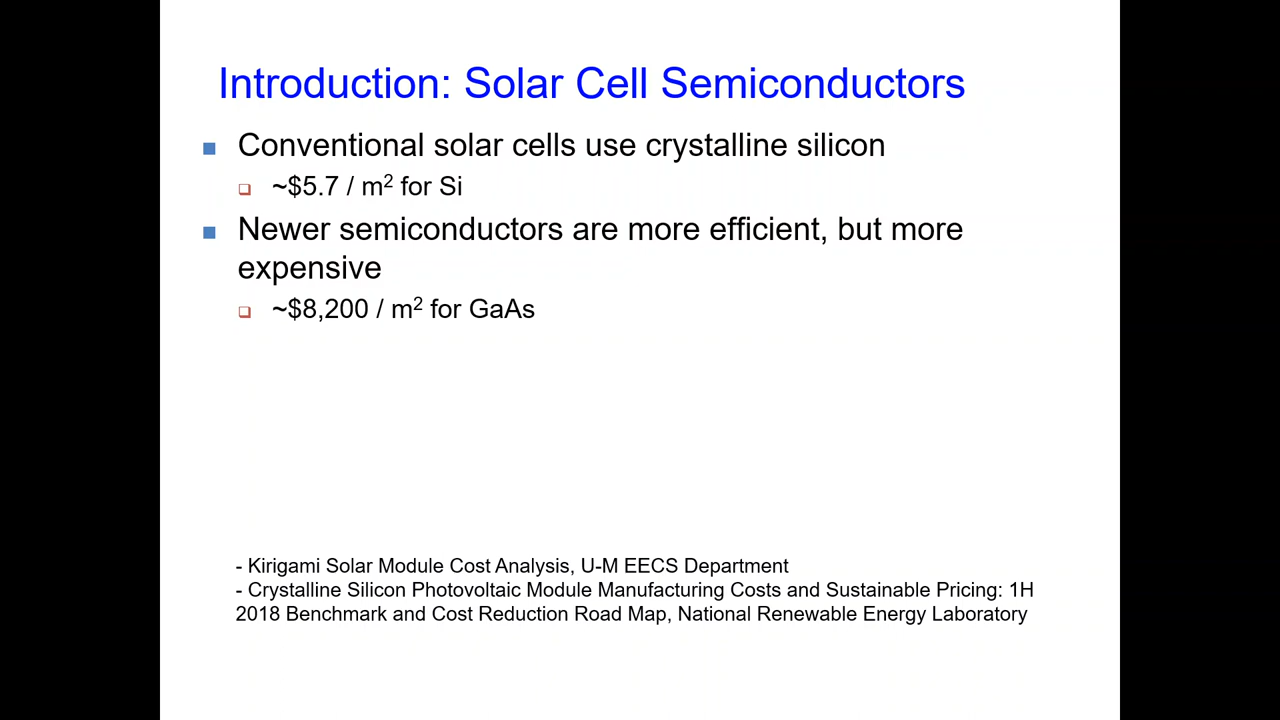 Introduction: Solar Cell Semiconductors
Conventional solar cells use crystalline silicon
~$5.7 / m² for Si
Newer semiconductors are more efficient, but more
expensive
~$8,200 / m² for GaAs
- Kirigami Solar Module Cost Analysis, U-M EECS Department
- Crystalline Silicon Photovoltaic Module Manufacturing Costs and Sustainable Pricing: 1H
2018 Benchmark and Cost Reduction Road Map, National Renewable Energy Laboratory